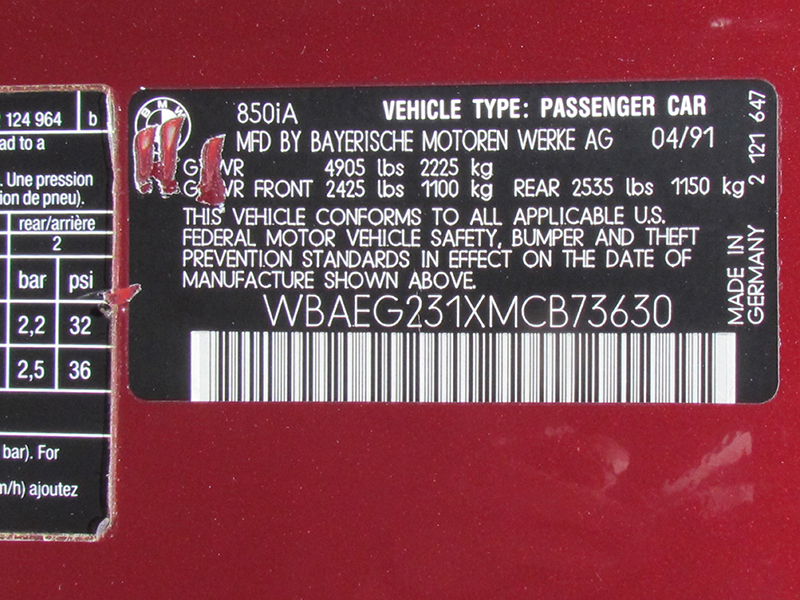 124 964 b
ad to a
. Une pression
ion de pneu).
rear/arrière
2
bar psi
2,2 32
2,5 36
bar). For
m/h) ajoutez
BMW
850iA VEHICLE TYPE: PASSENGER CAR
MFD BY BAYERISCHE MOTOREN WERKE AG 04/91
4905 lbs 2225 kg
FRONT 2425 lbs 1100 kg REAR 2535 lbs 1150 kg
THIS VEHICLE CONFORMS TO ALL APPLICABLE U.S.
FEDERAL MOTOR VEHICLE SAFETY, BUMPER AND THEFT
PREVENTION STANDARDS IN EFFECT ON THE DATE OF
MANUFACTURE SHOWN ABOVE.
WBAEG231XMCB73630
2 121 647
MADE IN
GERMANY